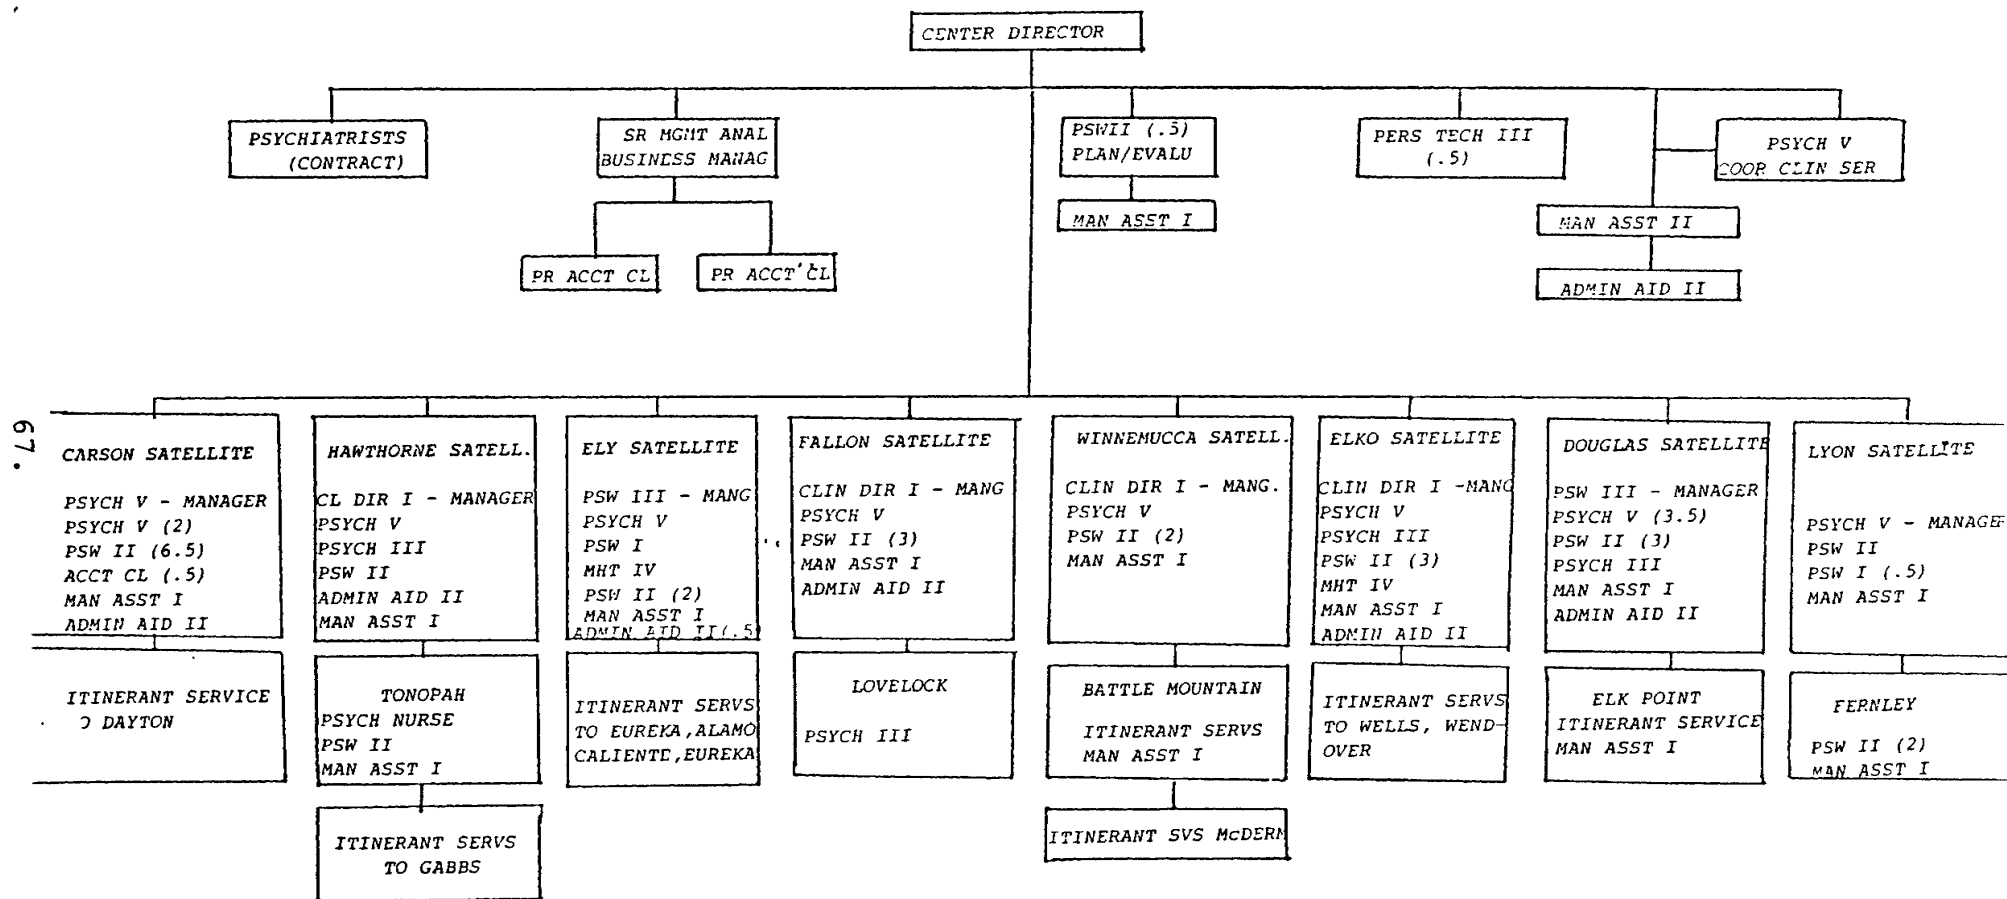 CENTER DIRECTOR
PSYCHIATRISTS
(CONTRACT)
SR MGMT ANAL
BUSINESS MANAG
PSWII (.5)
PLAN/EVALU
PERS TECH III
(.5)
PSYCH V
COOR CLIN SER
MAN ASST I
MAN ASST II
PR ACCT CL
PR ACCT CL
ADMIN AID II
67.
CARSON SATELLITE
PSYCH V - MANAGER
PSYCH V (2)
PSW II (6.5)
ACCT CL (.5)
MAN ASST I
ADMIN AID II
HAWTHORNE SATELL.
CL DIR I - MANAGER
PSYCH V
PSYCH III
PSW II
ADMIN AID II
MAN ASST I
ELY SATELLITE
PSW III - MANG
PSYCH V
PSW I
MHT IV
PSW II (2)
MAN ASST I
ADMIN AID II(.5
FALLON SATELLITE
CLIN DIR I - MANG
PSYCH V
PSW II (3)
MAN ASST I
ADMIN AID II
WINNEMUCCA SATELL.
CLIN DIR I - MANG.
PSYCH V
PSW II (2)
MAN ASST I
ELKO SATELLITE
CLIN DIR I -MANG
PSYCH V
PSYCH III
PSW II (3)
MHT IV
MAN ASST I
ADMIN AID II
DOUGLAS SATELLITE
PSW III - MANAGER
PSYCH V (3.5)
PSW II (3)
PSYCH III
MAN ASST I
ADMIN AID II
LYON SATELLITE
PSYCH V - MANAGER
PSW II
PSW I (.5)
MAN ASST I
ITINERANT SERVICE
O DAYTON
TONOPAH
PSYCH NURSE
PSW II
MAN ASST I
ITINERANT SERVS
TO EUREKA,ALAMO
CALIENTE,EUREKA
LOVELOCK
PSYCH III
BATTLE MOUNTAIN
ITINERANT SERVS
MAN ASST I
ITINERANT SERVS
TO WELLS, WEND-
OVER
ELK POINT
ITINERANT SERVICE
MAN ASST I
FERNLEY
PSW II (2)
MAN ASST I
ITINERANT SERVS
TO GABBS
ITINERANT SVS McDERM